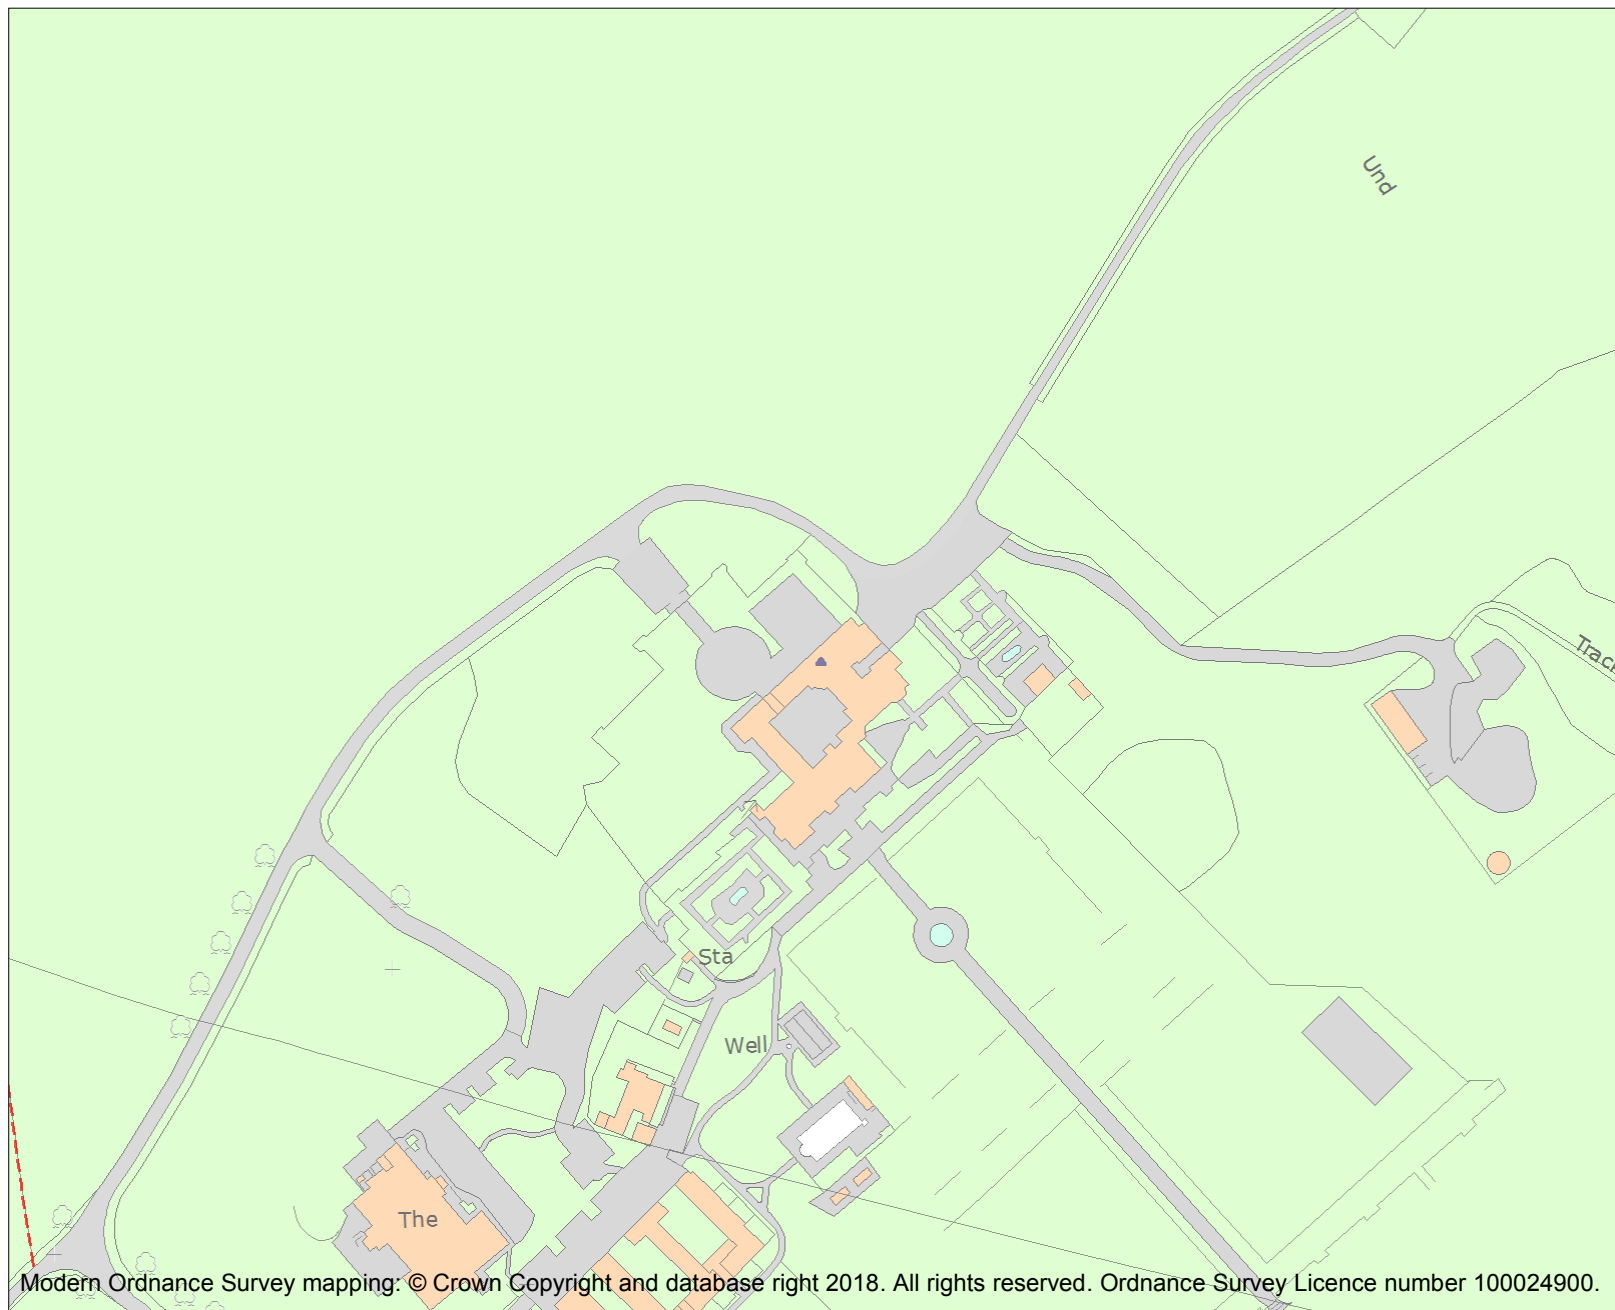 Und
Trac
Sta
Well
The
Modern Ordnance Survey mapping: © Crown Copyright and database right 2018. All rights reserved. Ordnance Survey Licence number 100024900.